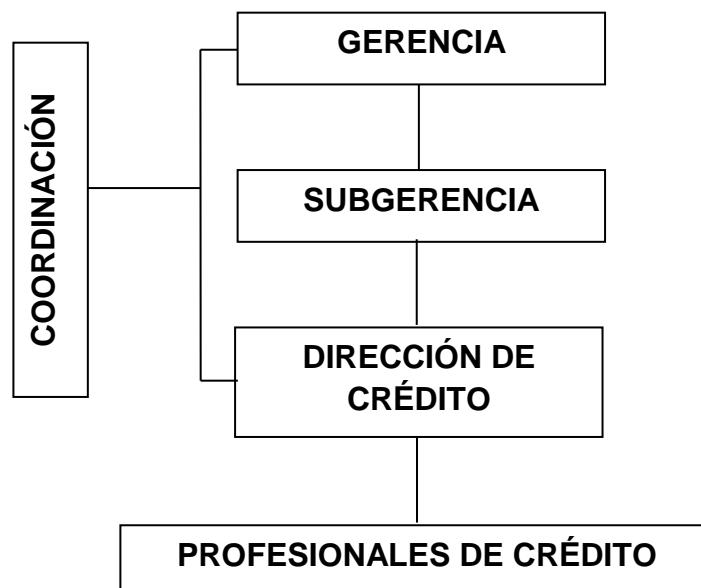 GERENCIA
COORDINACIÓN
SUBGERENCIA
DIRECCIÓN DE
CRÉDITO
PROFESIONALES DE CRÉDITO